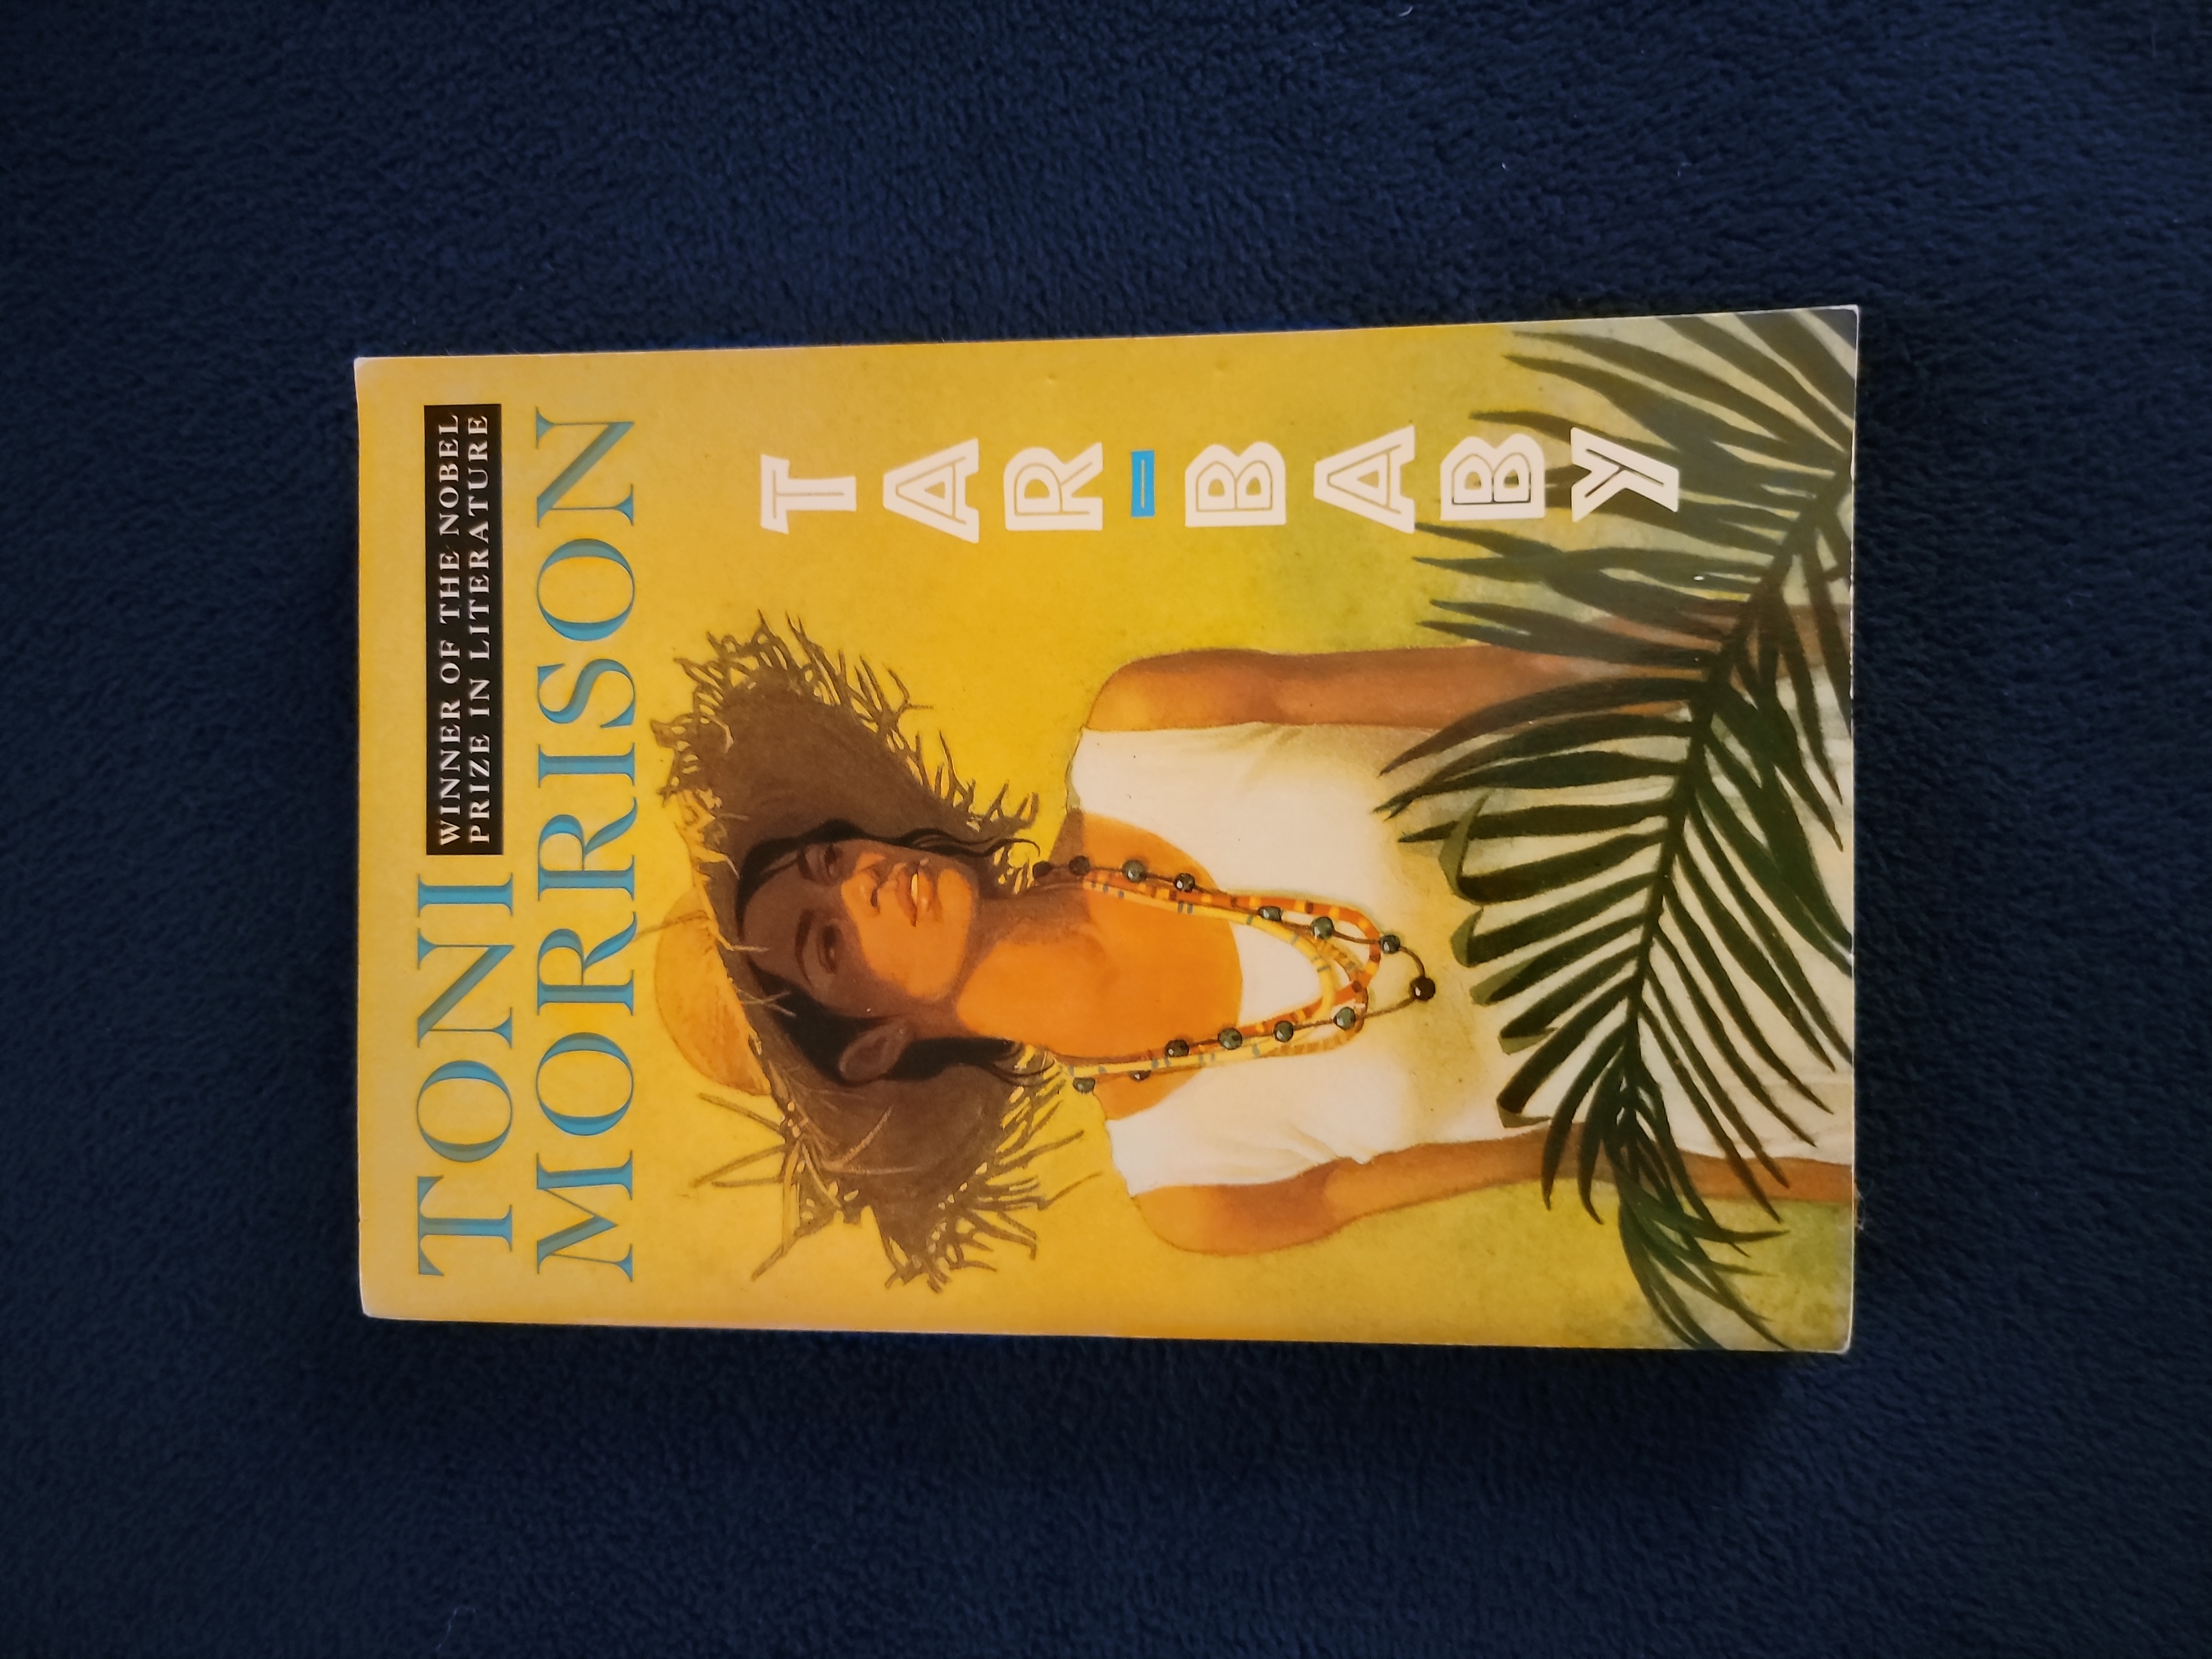 TONI
WINNER OF THE NOBEL
PRIZE IN LITERATURE
MORRISON
TAR-BABY